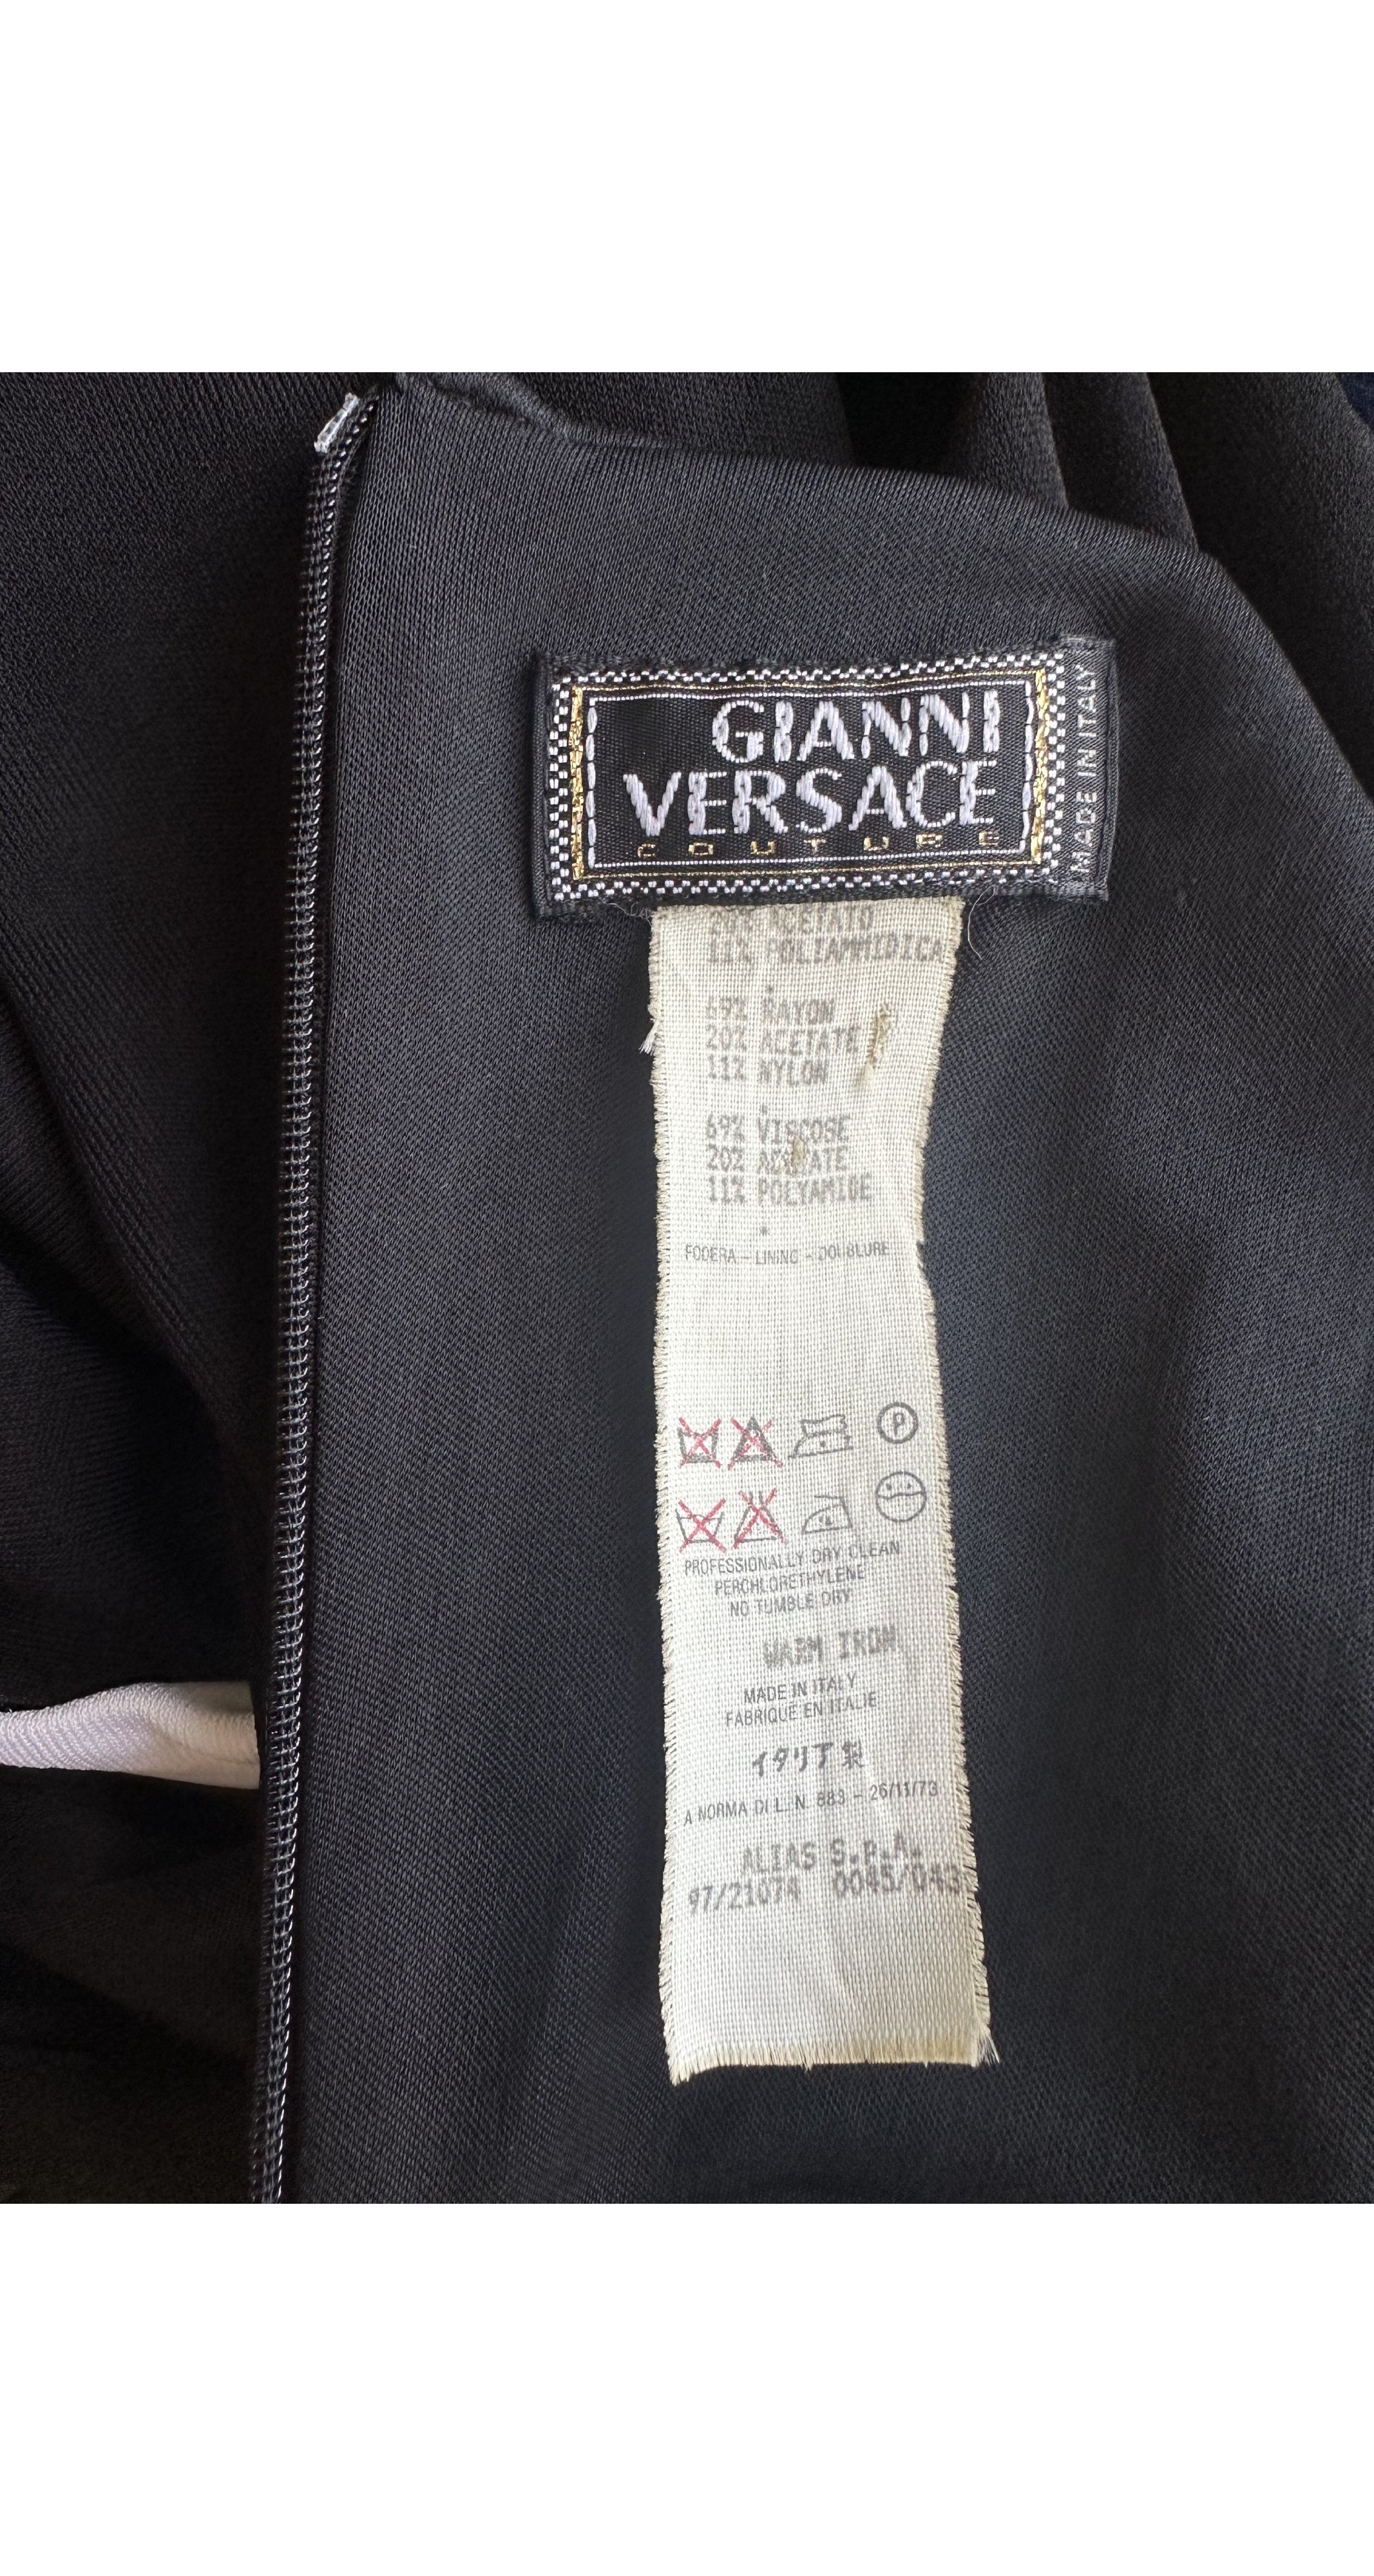 GIANNI
VERSACE
COUTURE
MADE IN ITALY
20% ACETATO
11% POLIAMMIDICA
69% RAYON
20% ACETATE
11% NYLON
69% VISCOSE
20% ACETATE
11% POLYAMIDE
*
FODERA - LINING - DOUBLURE
P
PROFESSIONALLY DRY CLEAN
PERCHLORETHYLENE
NO TUMBLE DRY
WARM IRON
MADE IN ITALY
FABRIQUE EN ITALIE
イタリア製
A NORMA DI L. N. 883 - 26/11/73
ALIAS S.P.A.
97/21074 0045/043